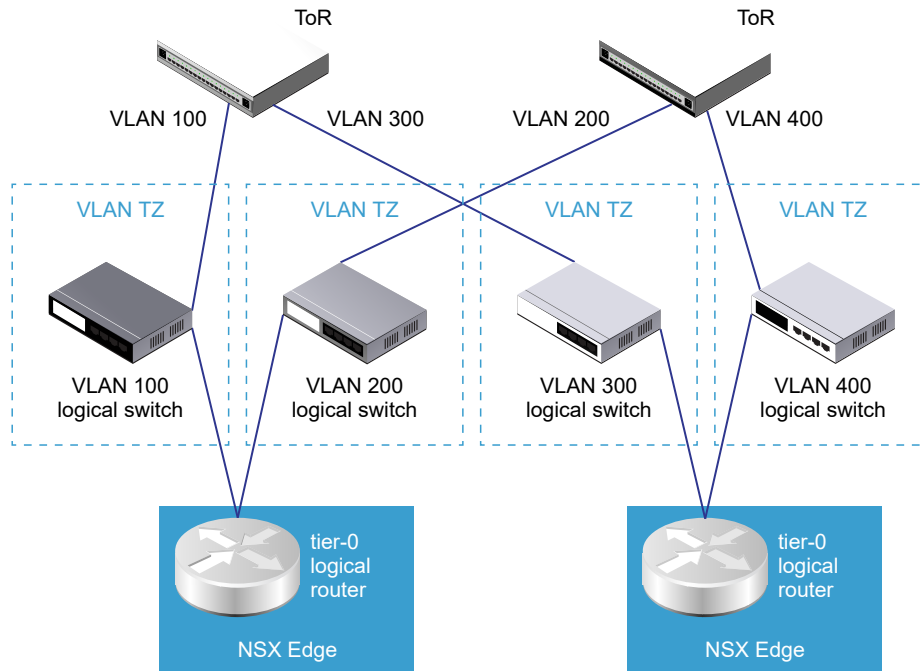 ToR
ToR
VLAN 100
VLAN 300
VLAN 200
VLAN 400
VLAN TZ
VLAN TZ
VLAN TZ
VLAN TZ
VLAN 100
logical switch
VLAN 200
logical switch
VLAN 300
logical switch
VLAN 400
logical switch
tier-0
logical
router
NSX Edge
tier-0
logical
router
NSX Edge